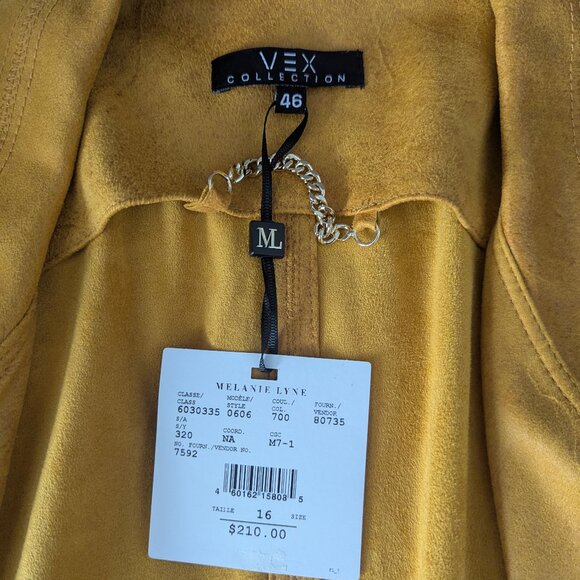 VEX
COLLECTION
46
ML
MELANIE LYNE
CLASSE/ MODÈLE/ COUL./ FOURN./
CLASS STYLE COL. VENDOR
6030335 0606 700 80735
S/A
S/Y COORD. CGC
320 NA M7-1
NO. FOURN./VENDOR NO.
7592
4 60162 15808 5
TAILLE 16 SIZE
$210.00